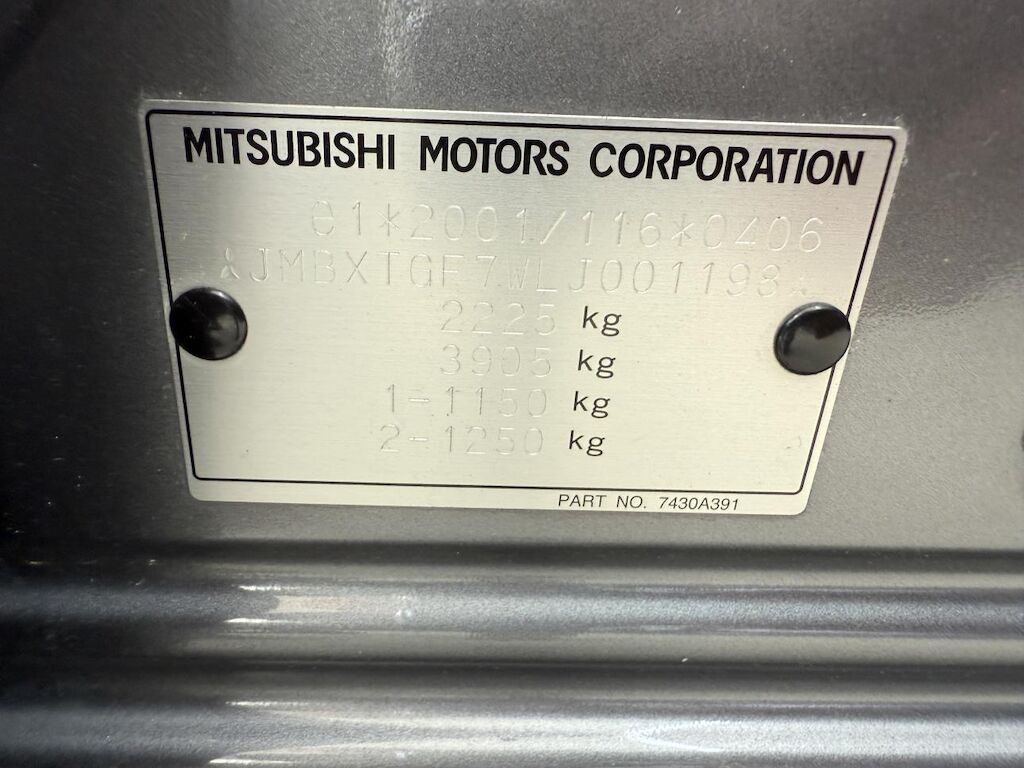 MITSUBISHI MOTORS CORPORATION
e1*2001/116*0406
*JMBXTGF7WLJ001198*
2225 kg
3905 kg
1-1150 kg
2-1250 kg
PART NO. 7430A391